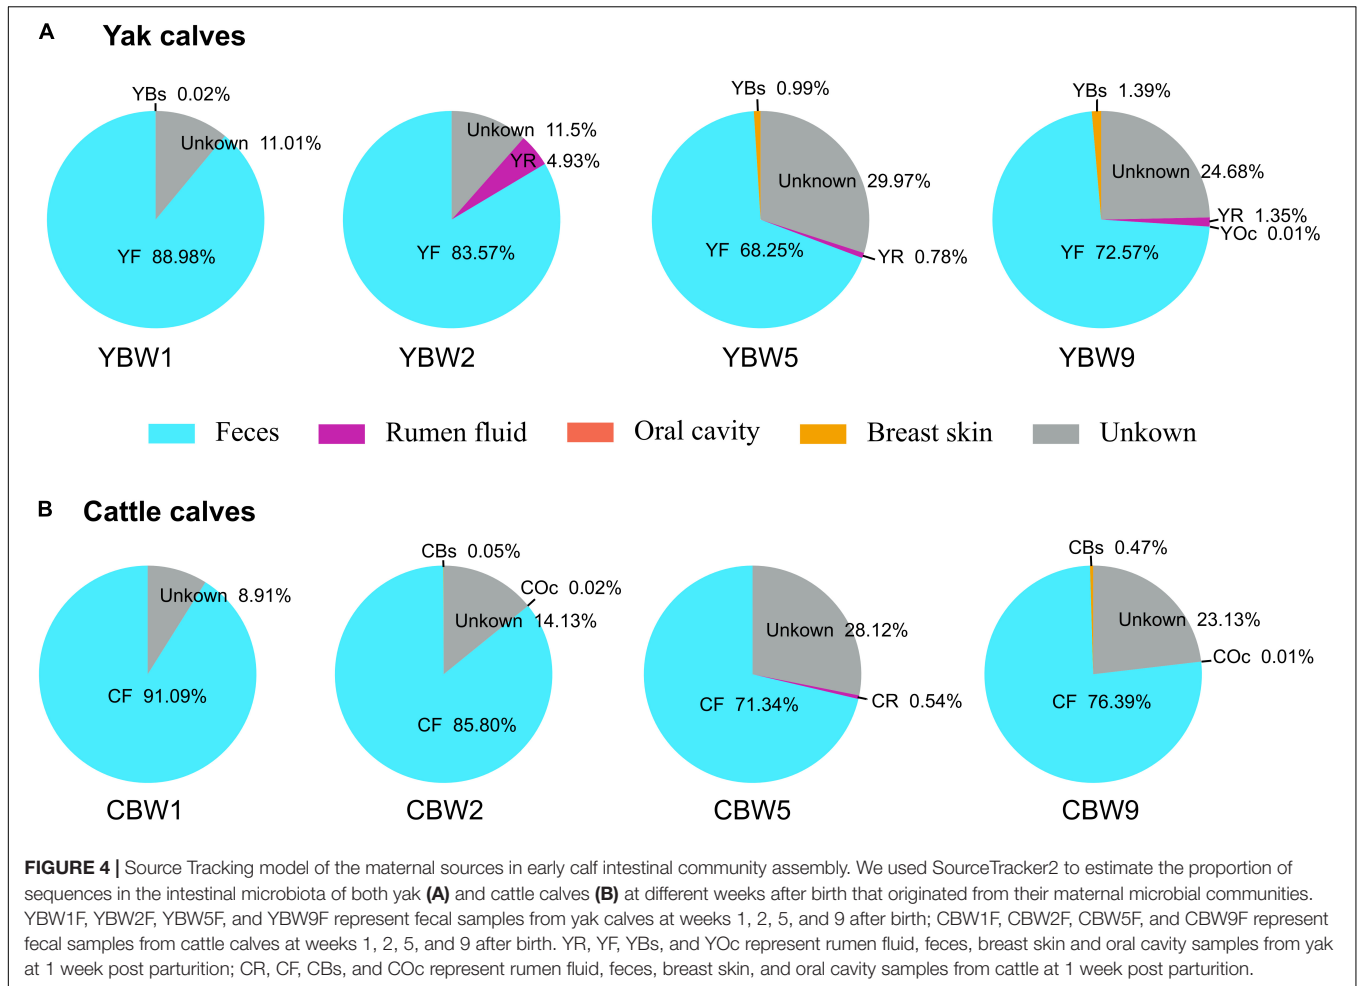 A Yak calves
YBs 0.02%
Unkown 11.01%
YF 88.98%
YBW1
Unkown 11.5%
YR 4.93%
YF 83.57%
YBW2
YBs 0.99%
Unknown 29.97%
YF 68.25%
YR 0.78%
YBW5
YBs 1.39%
Unknown 24.68%
YR 1.35%
YOc 0.01%
YF 72.57%
YBW9
Feces Rumen fluid Oral cavity Breast skin Unkown
B Cattle calves
Unkown 8.91%
CF 91.09%
CBW1
CBs 0.05%
COc 0.02%
Unkown 14.13%
CF 85.80%
CBW2
Unkown 28.12%
CF 71.34%
CR 0.54%
CBW5
CBs 0.47%
Unkown 23.13%
COc 0.01%
CF 76.39%
CBW9
FIGURE 4 | Source Tracking model of the maternal sources in early calf intestinal community assembly. We used SourceTracker2 to estimate the proportion of
sequences in the intestinal microbiota of both yak (A) and cattle calves (B) at different weeks after birth that originated from their maternal microbial communities.
YBW1F, YBW2F, YBW5F, and YBW9F represent fecal samples from yak calves at weeks 1, 2, 5, and 9 after birth; CBW1F, CBW2F, CBW5F, and CBW9F represent
fecal samples from cattle calves at weeks 1, 2, 5, and 9 after birth. YR, YF, YBs, and YOc represent rumen fluid, feces, breast skin and oral cavity samples from yak
at 1 week post parturition; CR, CF, CBs, and COc represent rumen fluid, feces, breast skin, and oral cavity samples from cattle at 1 week post parturition.